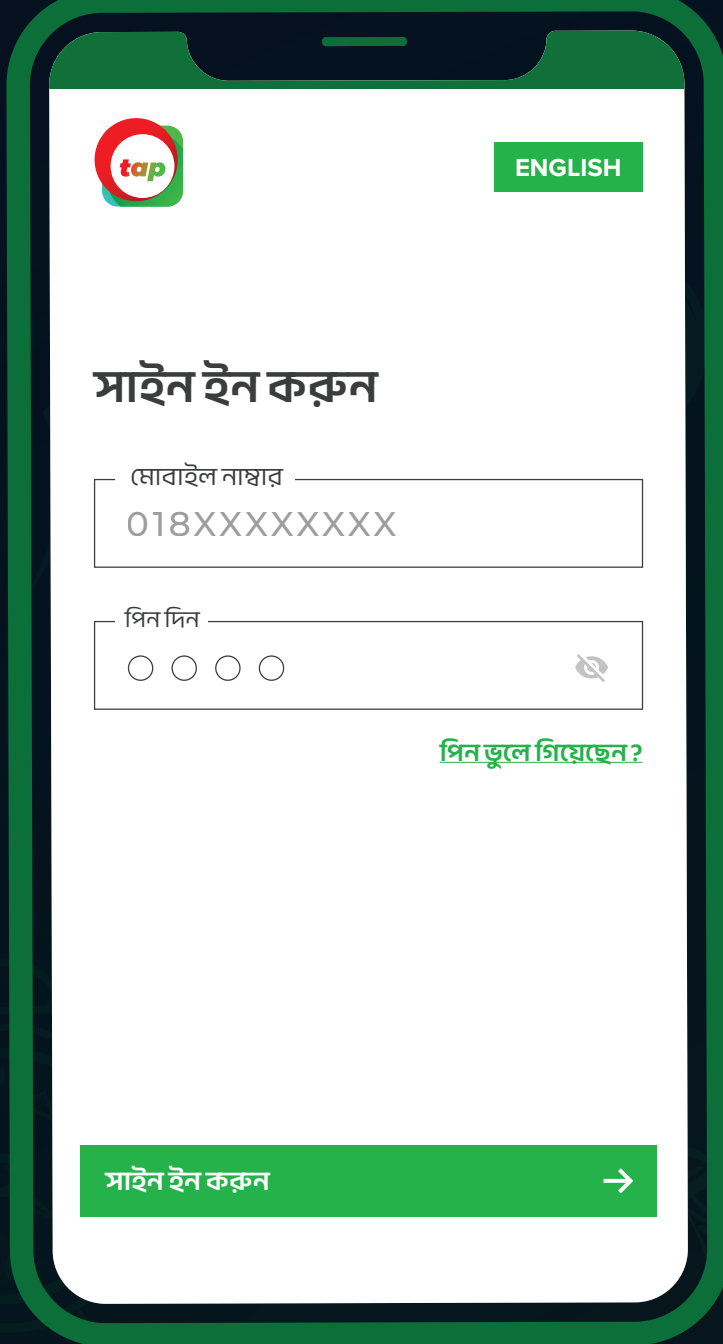 tap
ENGLISH
সাইন ইন করুন
মোবাইল নাম্বার
018XXXXXXXX
পিন দিন
পিন ভুলে গিয়েছেন ?
সাইন ইন করুন